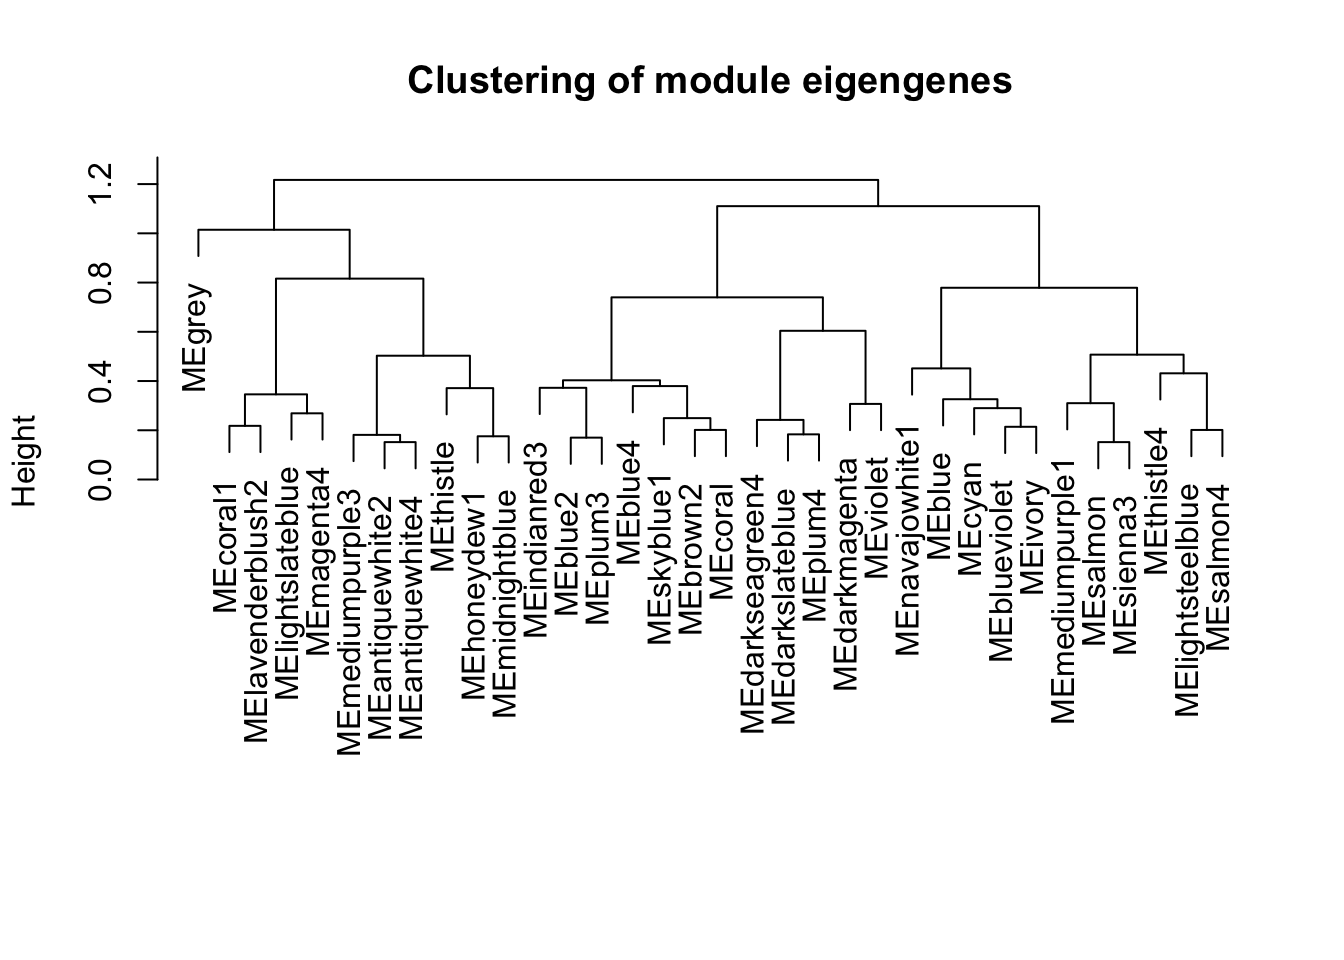 Clustering of module eigengenes
Height
1.2
0.8
0.4
0.0
MEgrey
MEcoral1
MElavenderblush2
MElightslateblue
MEmagenta4
MEmediumpurple3
MEantiquewhite2
MEantiquewhite4
MEthistle
MEhoneydew1
MEmidnightblue
MEindianred3
MEblue2
MEplum3
MEblue4
MEskyblue1
MEbrown2
MEcoral
MEdarkseagreen4
MEdarkslateblue
MEplum4
MEdarkmagenta
MEviolet
MEnavajowhite1
MEblue
MEcyan
MEblueviolet
MEivory
MEmediumpurple1
MEsalmon
MEsienna3
MEthistle4
MElightsteelblue
MEsalmon4